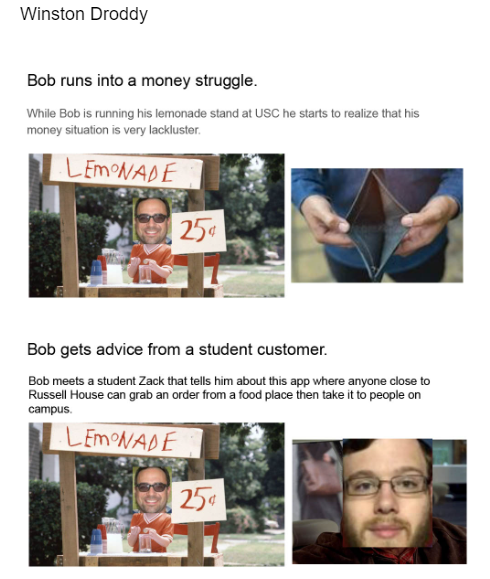 Winston Droddy
Bob runs into a money struggle.
While Bob is running his lemonade stand at USC he starts to realize that his
money situation is very lackluster.
LEMONADE
25¢
Bob gets advice from a student customer.
Bob meets a student Zack that tells him about this app where anyone close to
Russell House can grab an order from a food place then take it to people on
campus.
LEMONADE
25¢